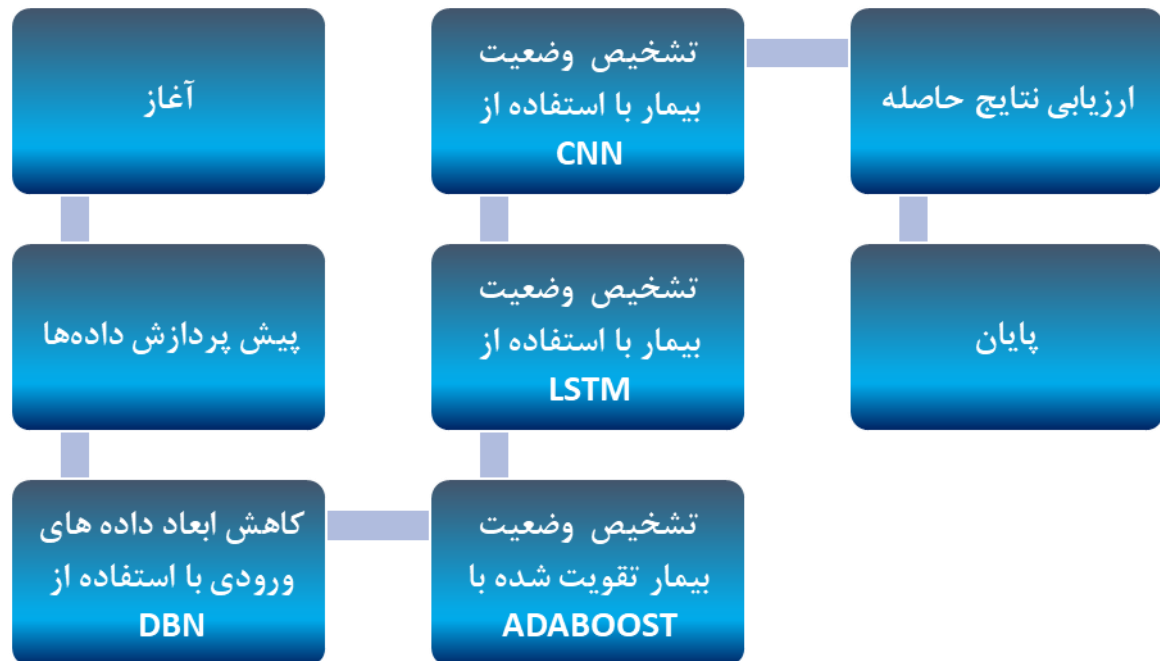 آغاز
پیش پردازش داده‌ها
کاهش ابعاد داده های
ورودی با استفاده از
DBN
تشخیص وضعیت
بیمار تقویت شده با
ADABOOST
تشخیص وضعیت
بیمار با استفاده از
LSTM
تشخیص وضعیت
بیمار با استفاده از
CNN
ارزیابی نتایج حاصله
پایان